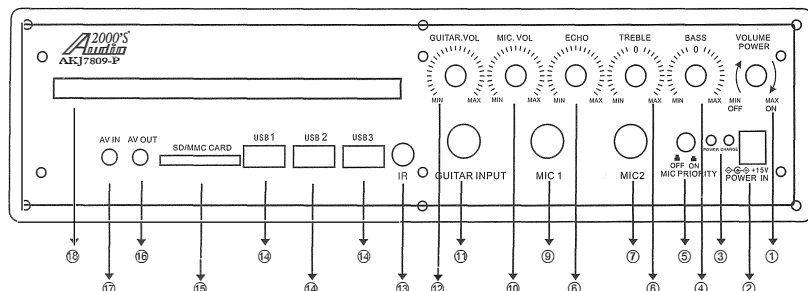 2000'S
Audio
AKJ7809-P
GUITAR.VOL MIC. VOL ECHO TREBLE BASS VOLUME POWER
0 0
MIN MAX MIN MAX MIN MAX MIN MAX MIN MAX MIN OFF MAX ON
AV IN AV OUT SD/MMC CARD USB 1 USB 2 USB3 IR
GUITAR INPUT MIC 1 MIC2
OFF ON MIC PRIORITY
POWER CHARGE
+15V
POWER IN
⑱ ⑯ ⑭ ⑭ ⑪ ⑨ ⑦ ⑤ ③ ①
⑰ ⑮ ⑭ ⑬ ⑫ ⑩ ⑥ ⑥ ④ ②